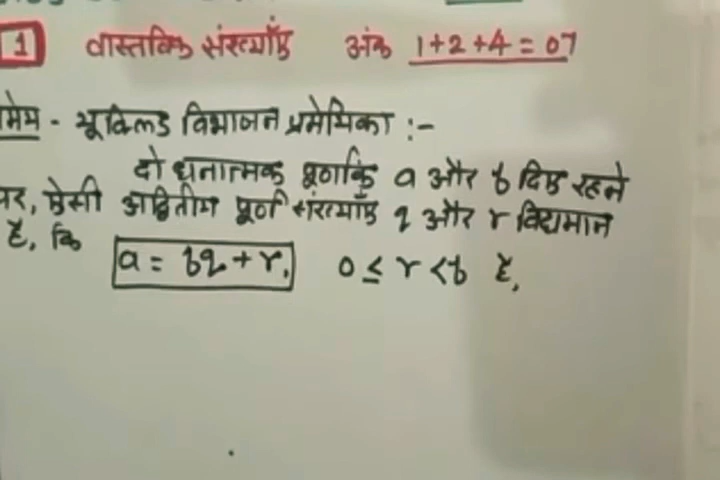 1 वास्तविक संख्याएँ अंक 1+2+4=07
प्रमेय - यूक्लिड विभाजन प्रमेयिका :-
दो धनात्मक पूर्णांक a और b दिए रहने
पर, ऐसी अद्वितीय पूर्ण संख्याएँ q और r विद्यमान
है, कि a = bq + r, 0 ≤ r < b है,